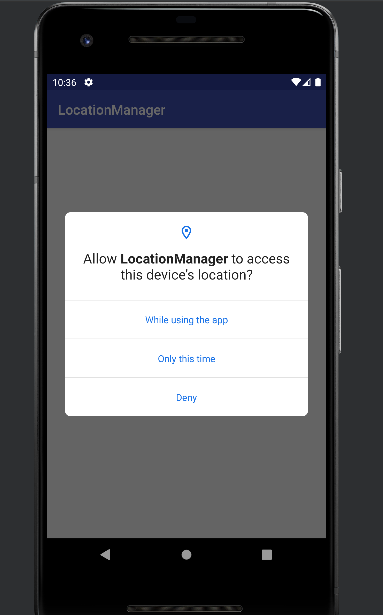 10:36
LocationManager
Allow LocationManager to access
this device's location?
While using the app
Only this time
Deny